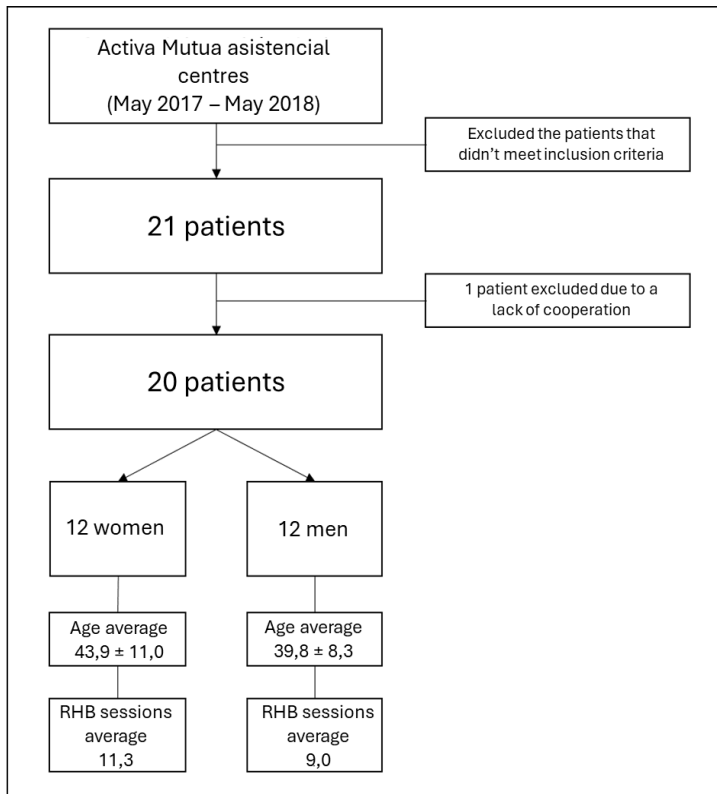 Activa Mutua asistencial
centres
(May 2017 – May 2018)
Excluded the patients that
didn't meet inclusion criteria
21 patients
1 patient excluded due to a
lack of cooperation
20 patients
12 women
12 men
Age average
43,9 ± 11,0
Age average
39,8 ± 8,3
RHB sessions
average
11,3
RHB sessions
average
9,0